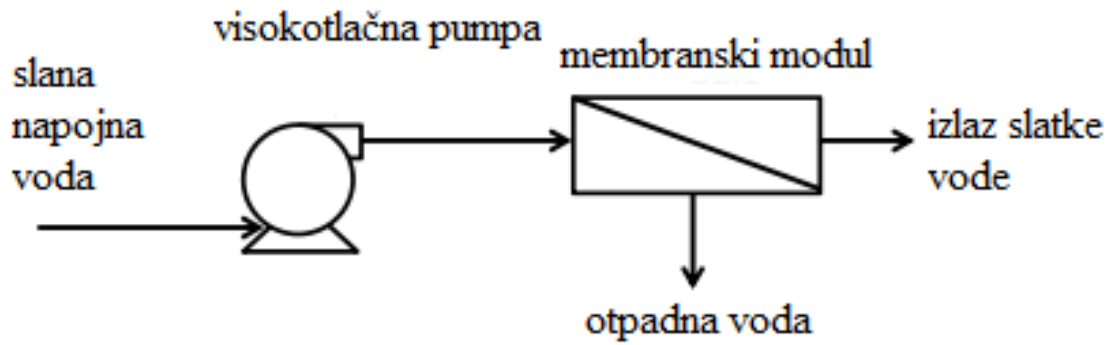 visokotlačna pumpa
slana
napojna
voda
membranski modul
izlaz slatke
vode
otpadna voda